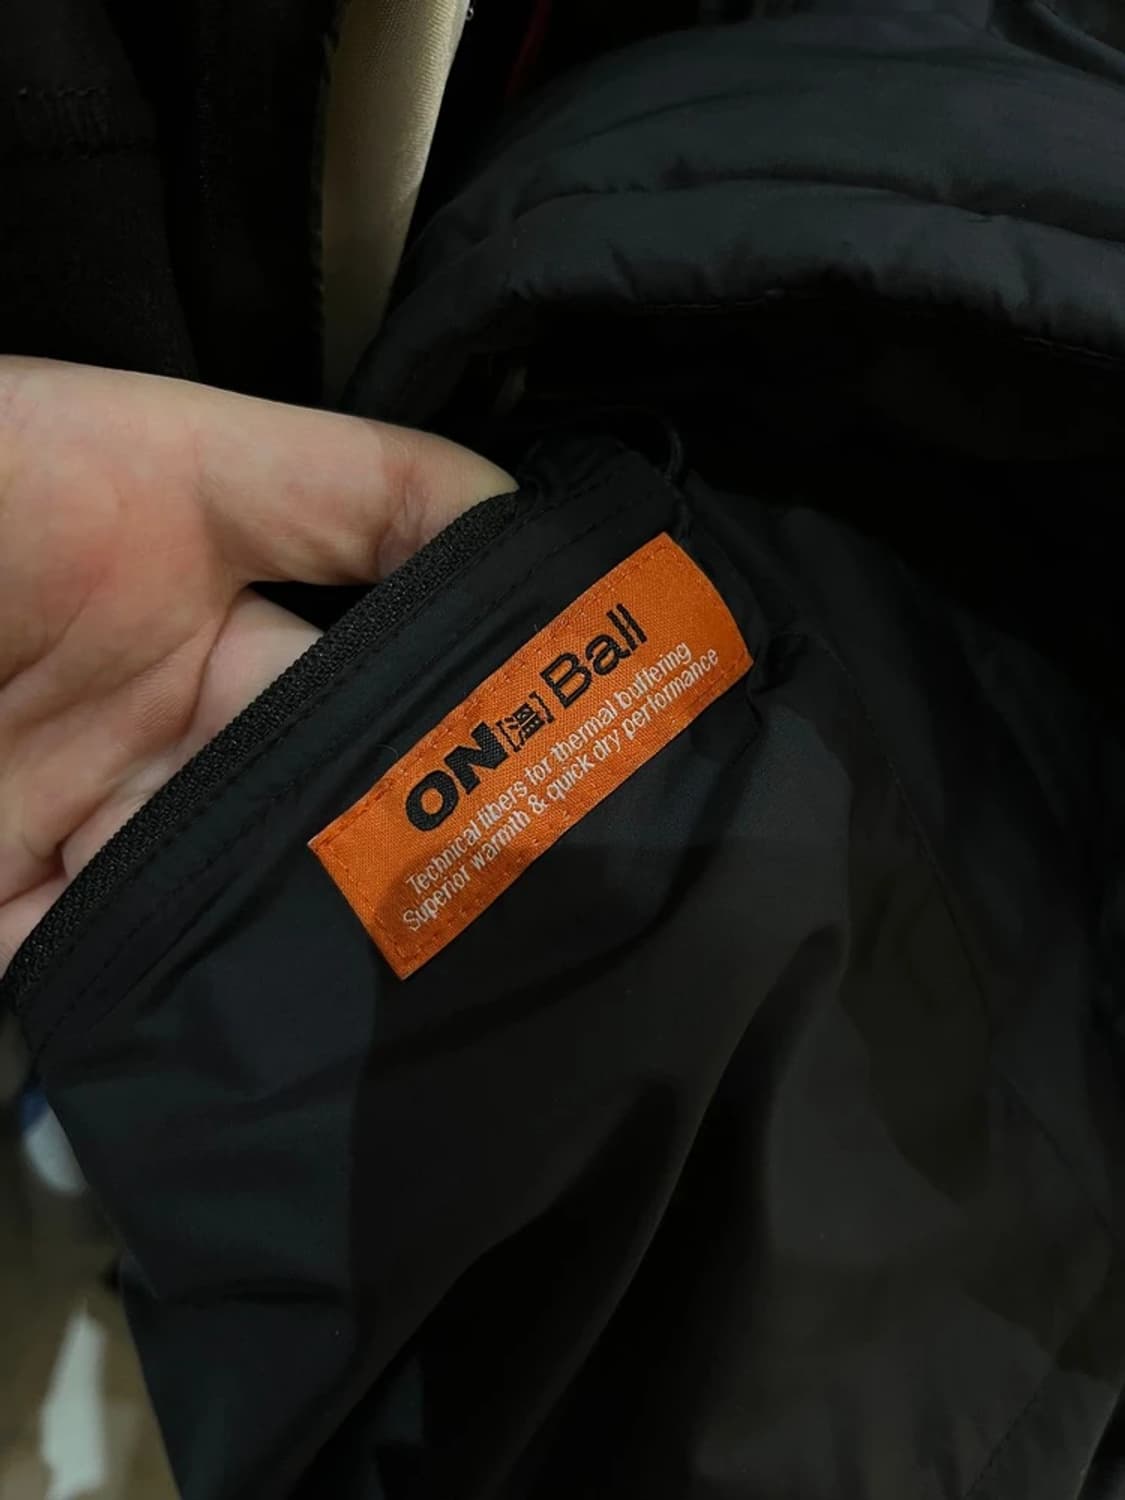 ON[温]Ball
Technical fibers for thermal buffering
Superior warmth & quick dry performance